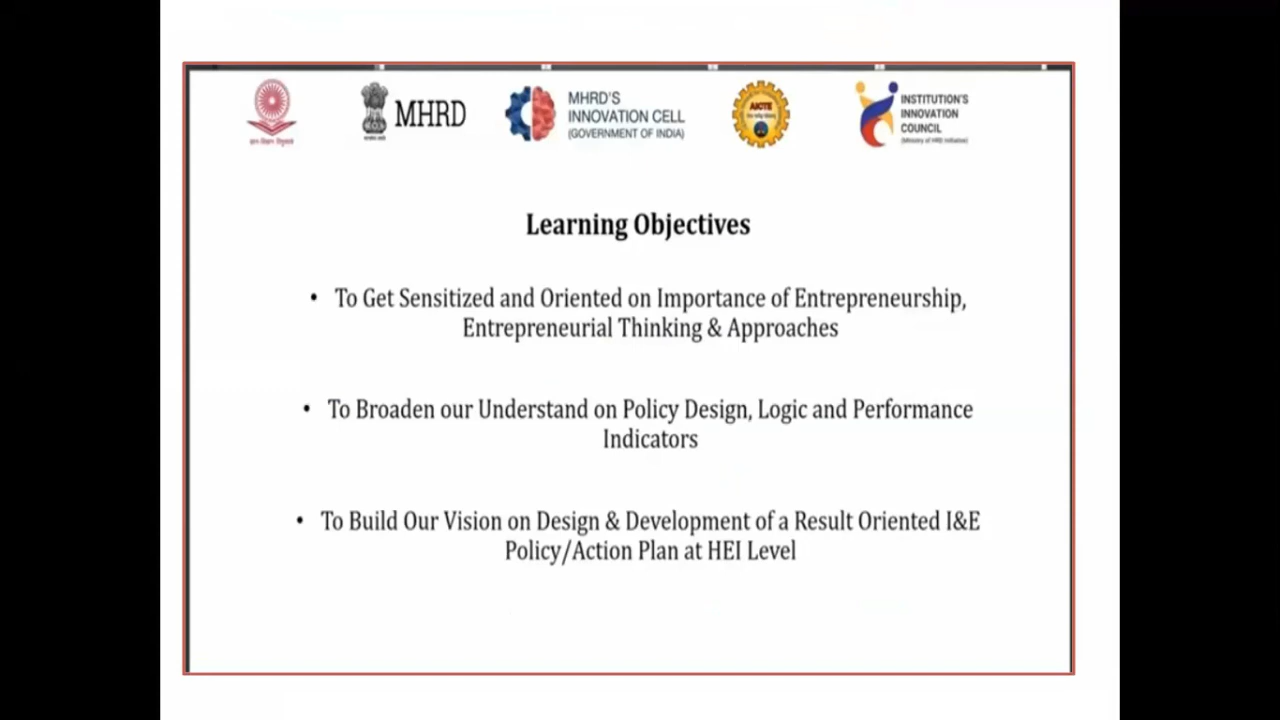 MHRD
MHRD'S
INNOVATION CELL
(GOVERNMENT OF INDIA)
AICTE
INSTITUTION'S
INNOVATION
COUNCIL
(Ministry of HRD Initiative)
Learning Objectives
• To Get Sensitized and Oriented on Importance of Entrepreneurship,
Entrepreneurial Thinking & Approaches
• To Broaden our Understand on Policy Design, Logic and Performance
Indicators
• To Build Our Vision on Design & Development of a Result Oriented I&E
Policy/Action Plan at HEI Level